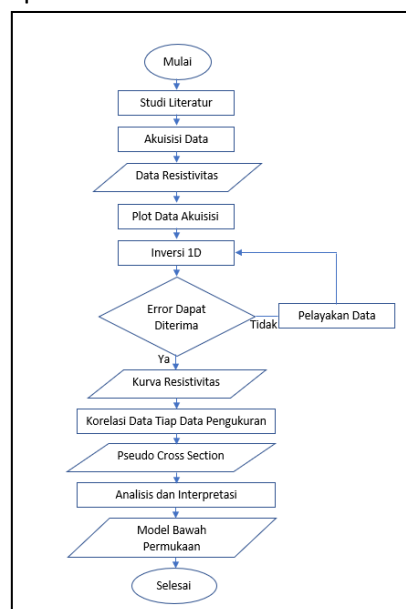 Mulai
Studi Literatur
Akuisisi Data
Data Resistivitas
Plot Data Akuisisi
Inversi 1D
Error Dapat
Diterima
Tidak
Pelayakan Data
Ya
Kurva Resistivitas
Korelasi Data Tiap Data Pengukuran
Pseudo Cross Section
Analisis dan Interpretasi
Model Bawah
Permukaan
Selesai